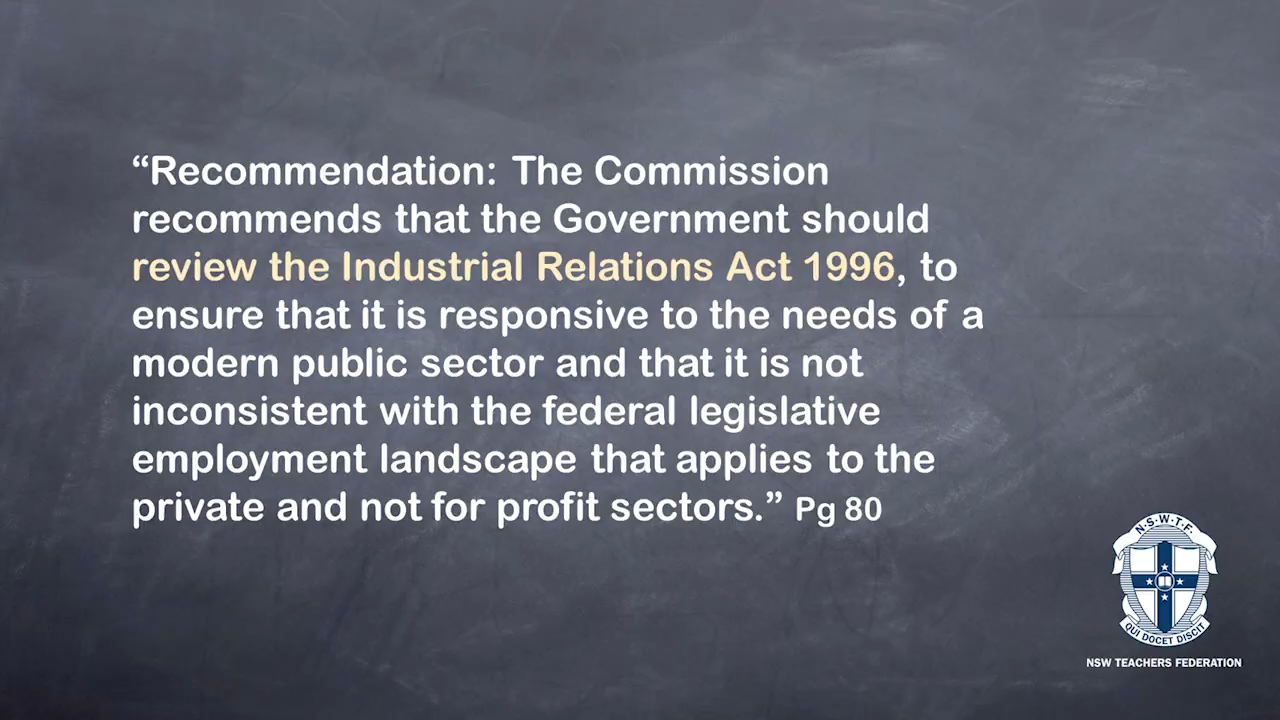 “Recommendation: The Commission
recommends that the Government should
review the Industrial Relations Act 1996, to
ensure that it is responsive to the needs of a
modern public sector and that it is not
inconsistent with the federal legislative
employment landscape that applies to the
private and not for profit sectors.” Pg 80
N·S·W·T·F·
QUI DOCET DISCIT
NSW TEACHERS FEDERATION